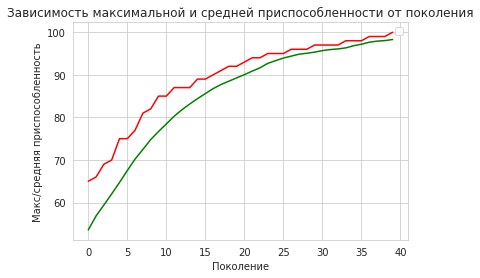 Зависимость максимальной и средней приспособленности от поколения
Макс/средняя приспособленность
100
90
80
70
60
0 5 10 15 20 25 30 35 40
Поколение